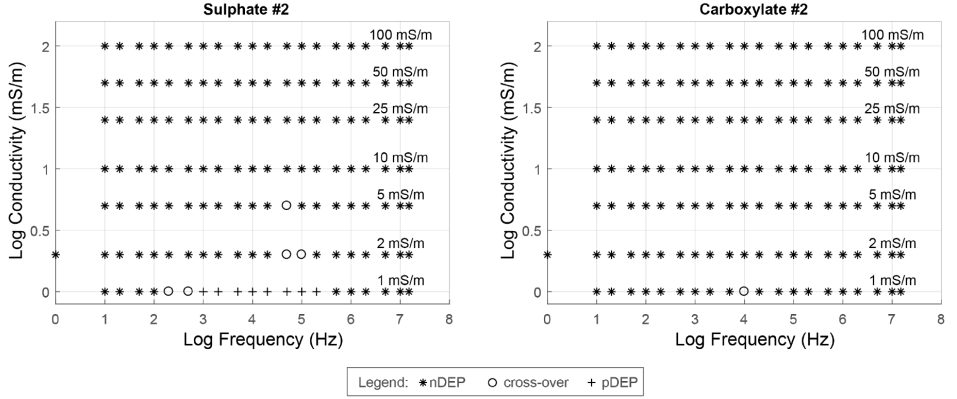 Sulphate #2
Log Conductivity (mS/m)
2
1.5
1
0.5
0
100 mS/m
50 mS/m
25 mS/m
10 mS/m
5 mS/m
2 mS/m
1 mS/m
0 1 2 3 4 5 6 7 8
Log Frequency (Hz)
Carboxylate #2
Log Conductivity (mS/m)
2
1.5
1
0.5
0
100 mS/m
50 mS/m
25 mS/m
10 mS/m
5 mS/m
2 mS/m
1 mS/m
0 1 2 3 4 5 6 7 8
Log Frequency (Hz)
Legend: nDEP cross-over pDEP